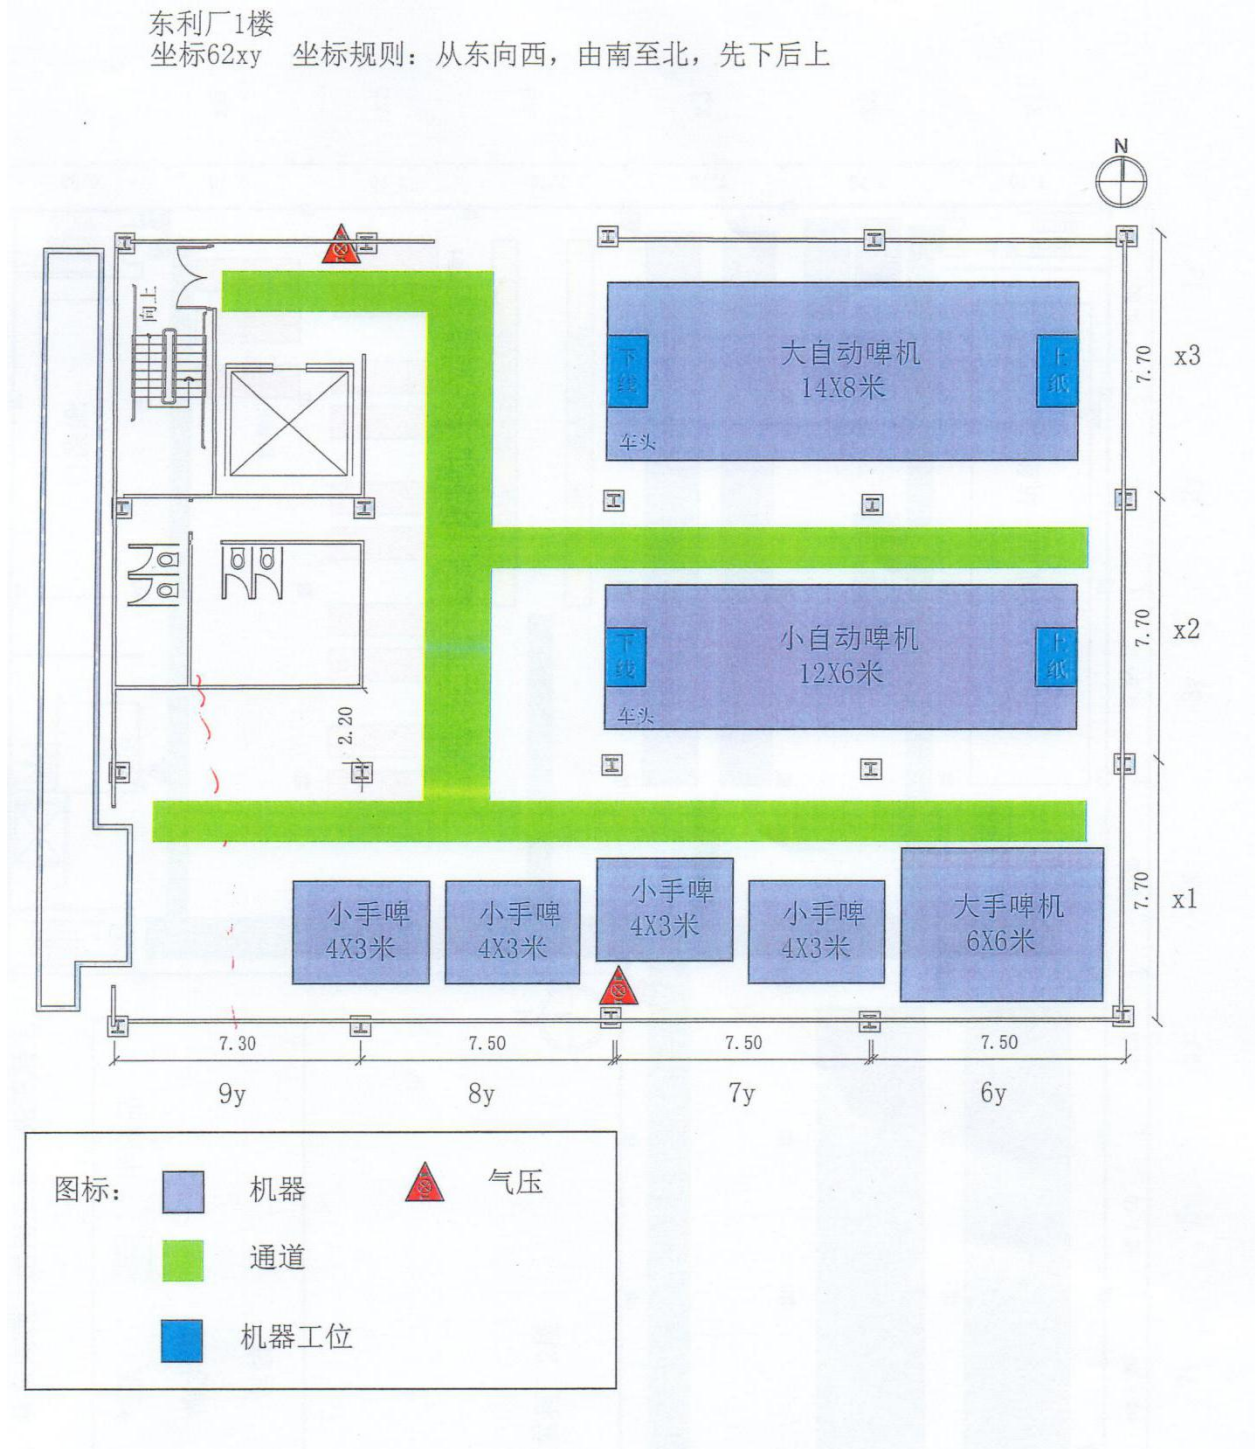 东利厂1楼
坐标62xy 坐标规则：从东向西，由南至北，先下后上
N
向上
大自动啤机
14X8米
下线
上纸
车头
7.70
x3
小自动啤机
12X6米
下线
上纸
车头
7.70
x2
2.20
小手啤
4X3米
小手啤
4X3米
小手啤
4X3米
小手啤
4X3米
大手啤机
6X6米
7.70
x1
7.30
7.50
7.50
7.50
9y
8y
7y
6y
图标：
机器
气压
通道
机器工位